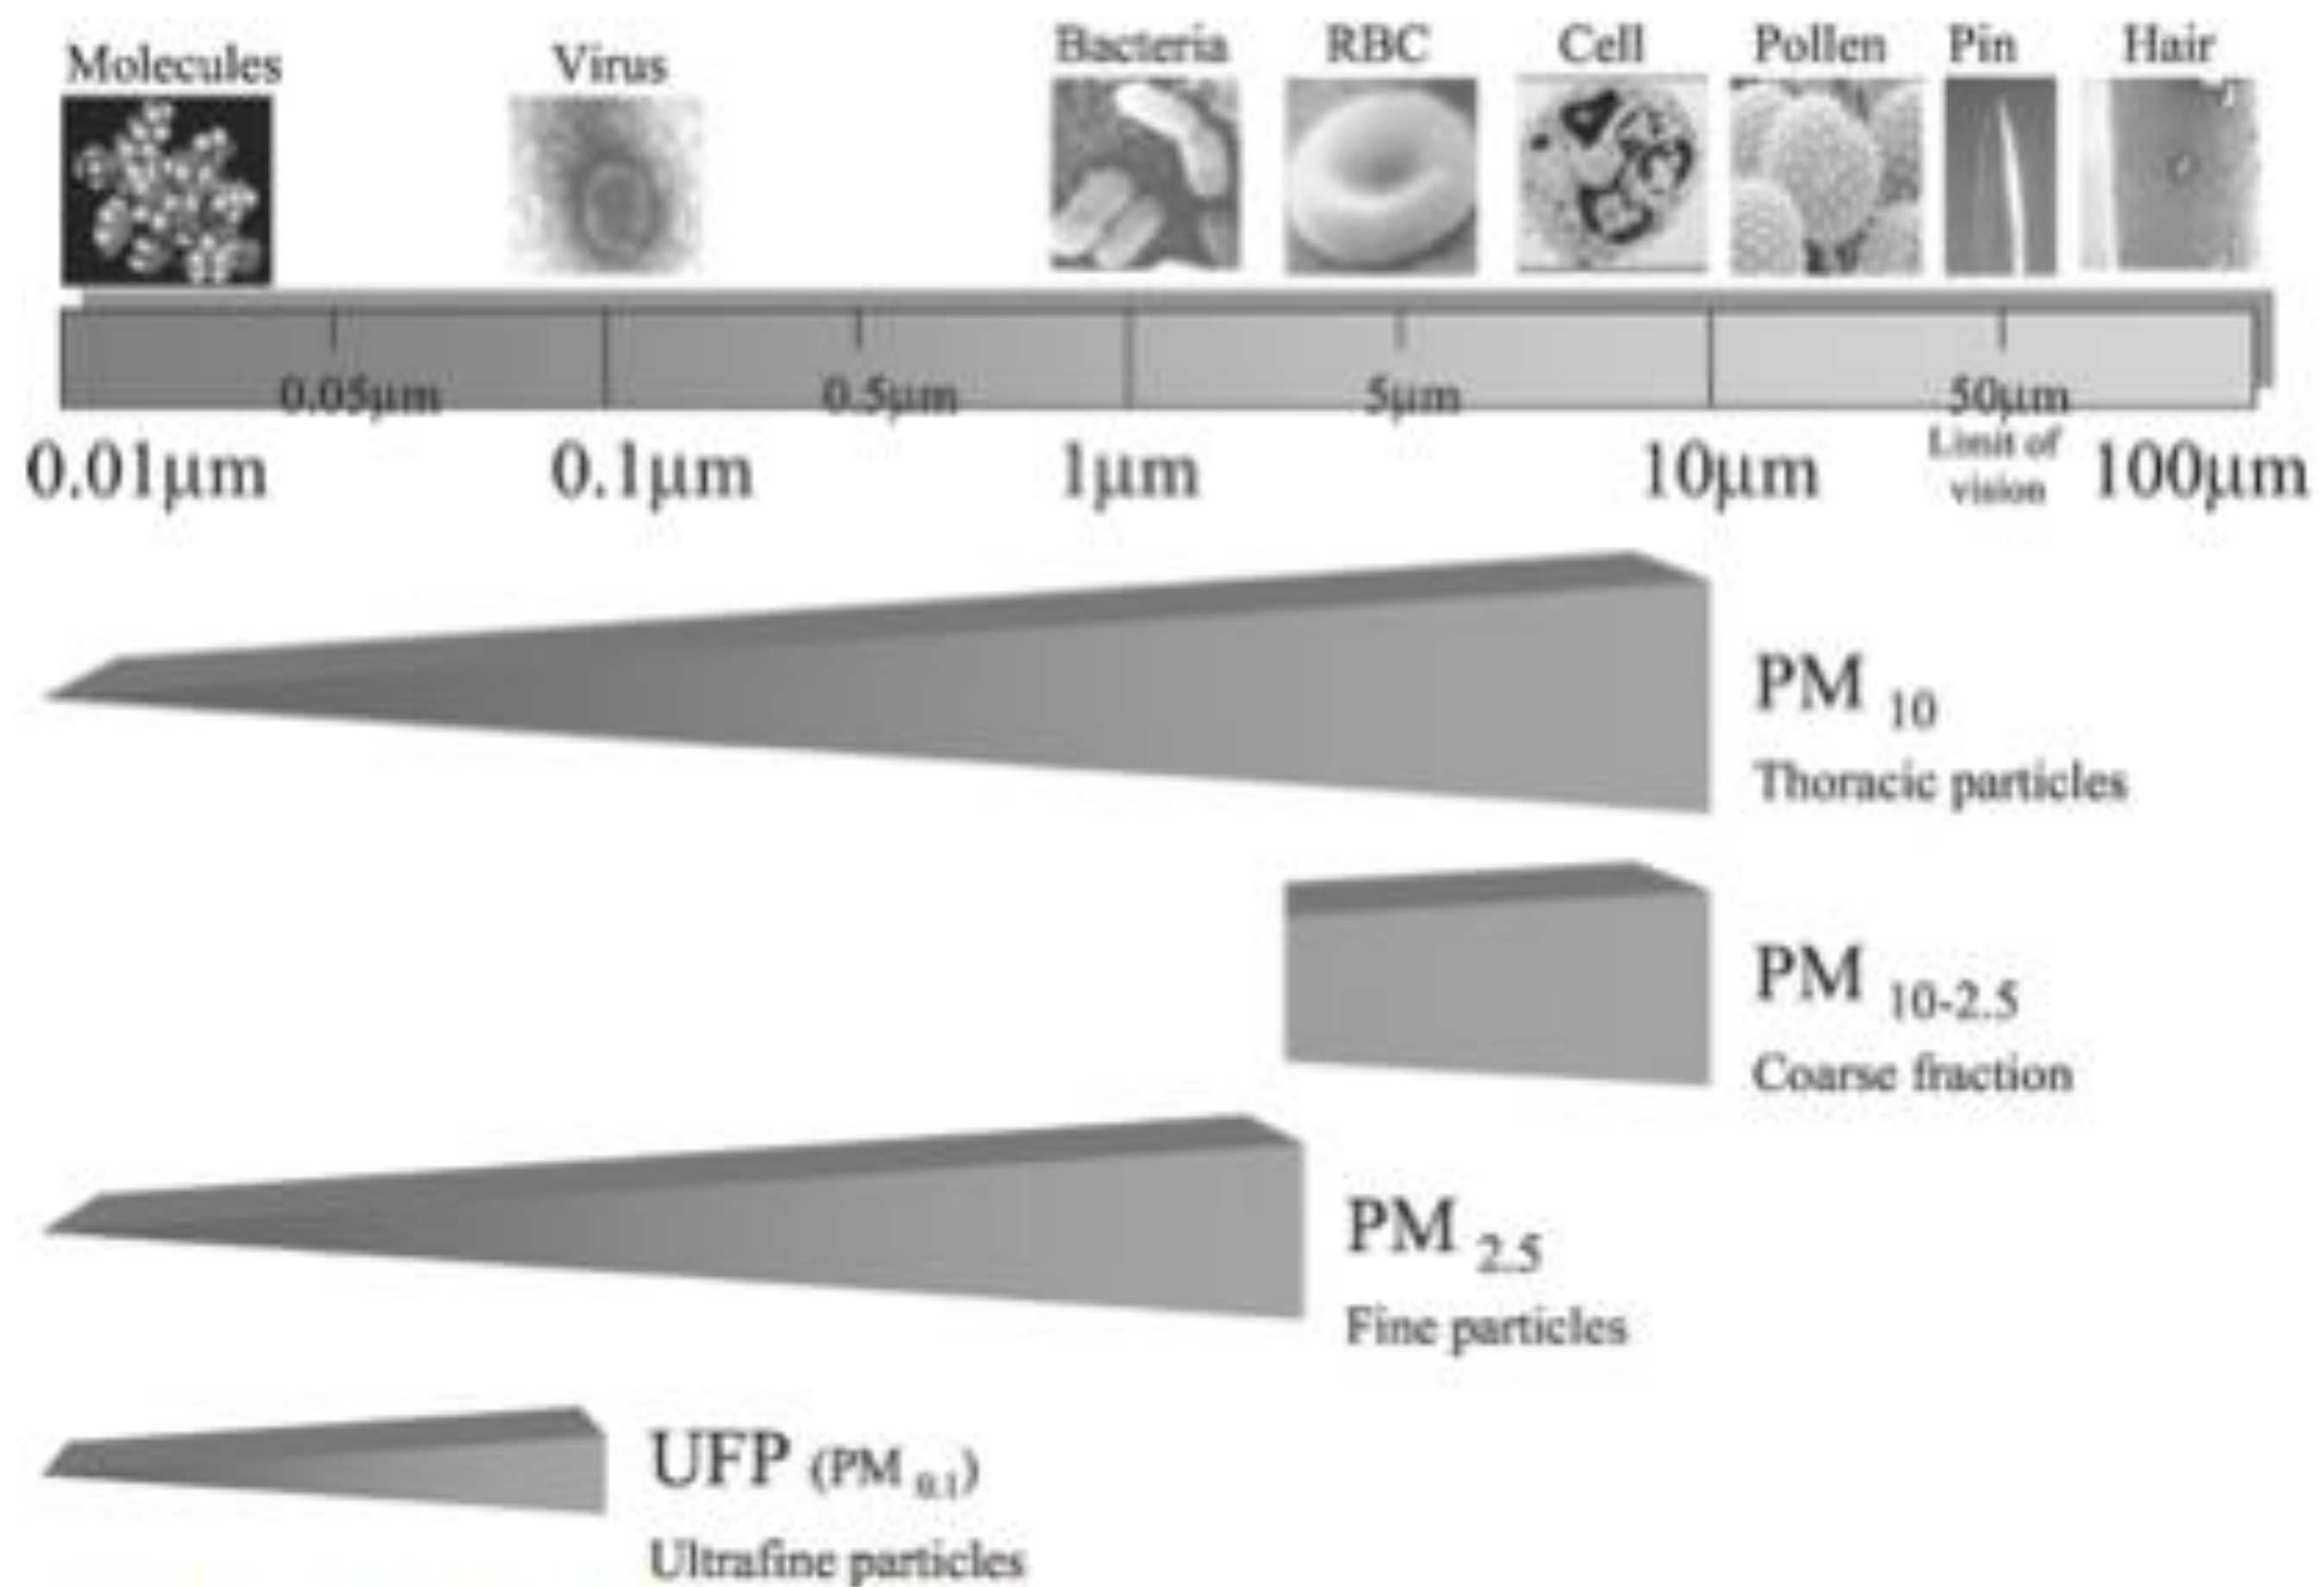 Molecules
Virus
Bacteria
RBC
Cell
Pollen
Pin
Hair
0.05μm
0.5μm
5μm
50μm
0.01μm
0.1μm
1μm
10μm
Limit of
vision
100μm
PM 10
Thoracic particles
PM 10-2.5
Coarse fraction
PM 2.5
Fine particles
UFP (PM 0.1)
Ultrafine particles